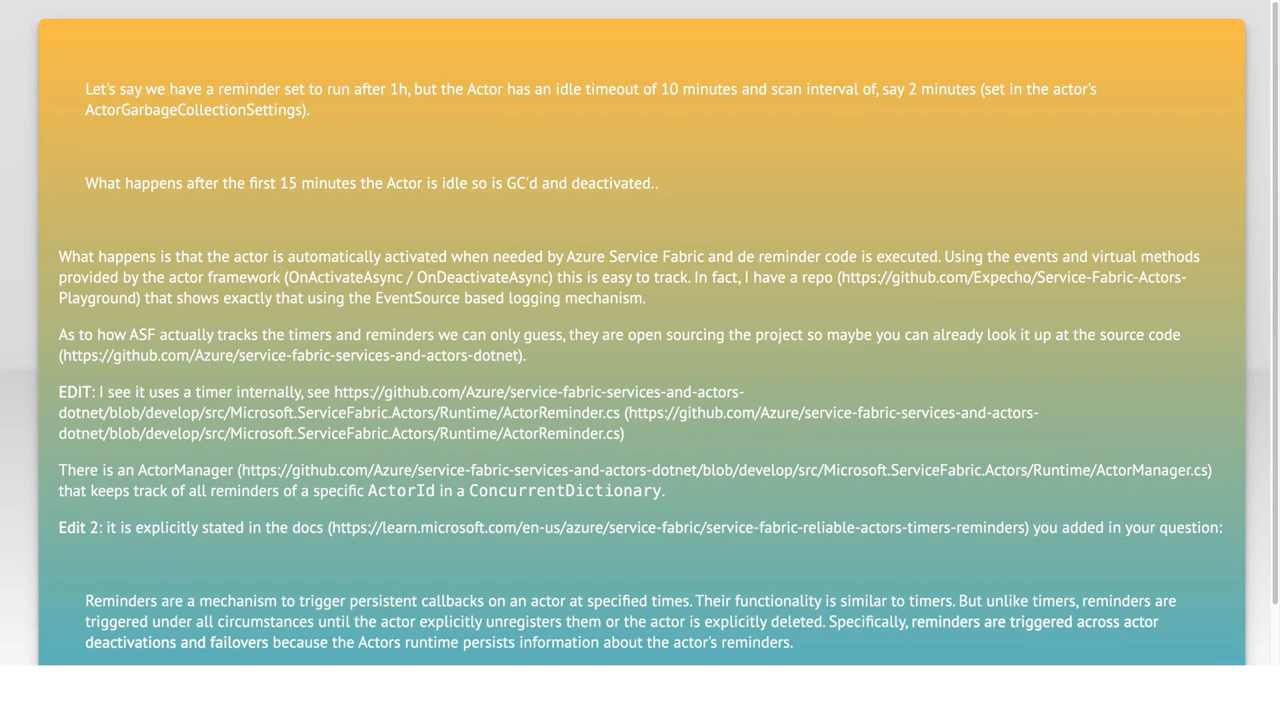 Let's say we have a reminder set to run after 1h, but the Actor has an idle timeout of 10 minutes and scan interval of, say 2 minutes (set in the actor's
ActorGarbageCollectionSettings).
What happens after the first 15 minutes the Actor is idle so is GC'd and deactivated..
What happens is that the actor is automatically activated when needed by Azure Service Fabric and de reminder code is executed. Using the events and virtual methods
provided by the actor framework (OnActivateAsync / OnDeactivateAsync) this is easy to track. In fact, I have a repo (https://github.com/Expecho/Service-Fabric-Actors-
Playground) that shows exactly that using the EventSource based logging mechanism.
As to how ASF actually tracks the timers and reminders we can only guess, they are open sourcing the project so maybe you can already look it up at the source code
(https://github.com/Azure/service-fabric-services-and-actors-dotnet).
EDIT: I see it uses a timer internally, see https://github.com/Azure/service-fabric-services-and-actors-
dotnet/blob/develop/src/Microsoft.ServiceFabric.Actors/Runtime/ActorReminder.cs (https://github.com/Azure/service-fabric-services-and-actors-
dotnet/blob/develop/src/Microsoft.ServiceFabric.Actors/Runtime/ActorReminder.cs)
There is an ActorManager (https://github.com/Azure/service-fabric-services-and-actors-dotnet/blob/develop/src/Microsoft.ServiceFabric.Actors/Runtime/ActorManager.cs)
that keeps track of all reminders of a specific ActorId in a ConcurrentDictionary.
Edit 2: it is explicitly stated in the docs (https://learn.microsoft.com/en-us/azure/service-fabric/service-fabric-reliable-actors-timers-reminders) you added in your question:
Reminders are a mechanism to trigger persistent callbacks on an actor at specified times. Their functionality is similar to timers. But unlike timers, reminders are
triggered under all circumstances until the actor explicitly unregisters them or the actor is explicitly deleted. Specifically, reminders are triggered across actor
deactivations and failovers because the Actors runtime persists information about the actor's reminders.